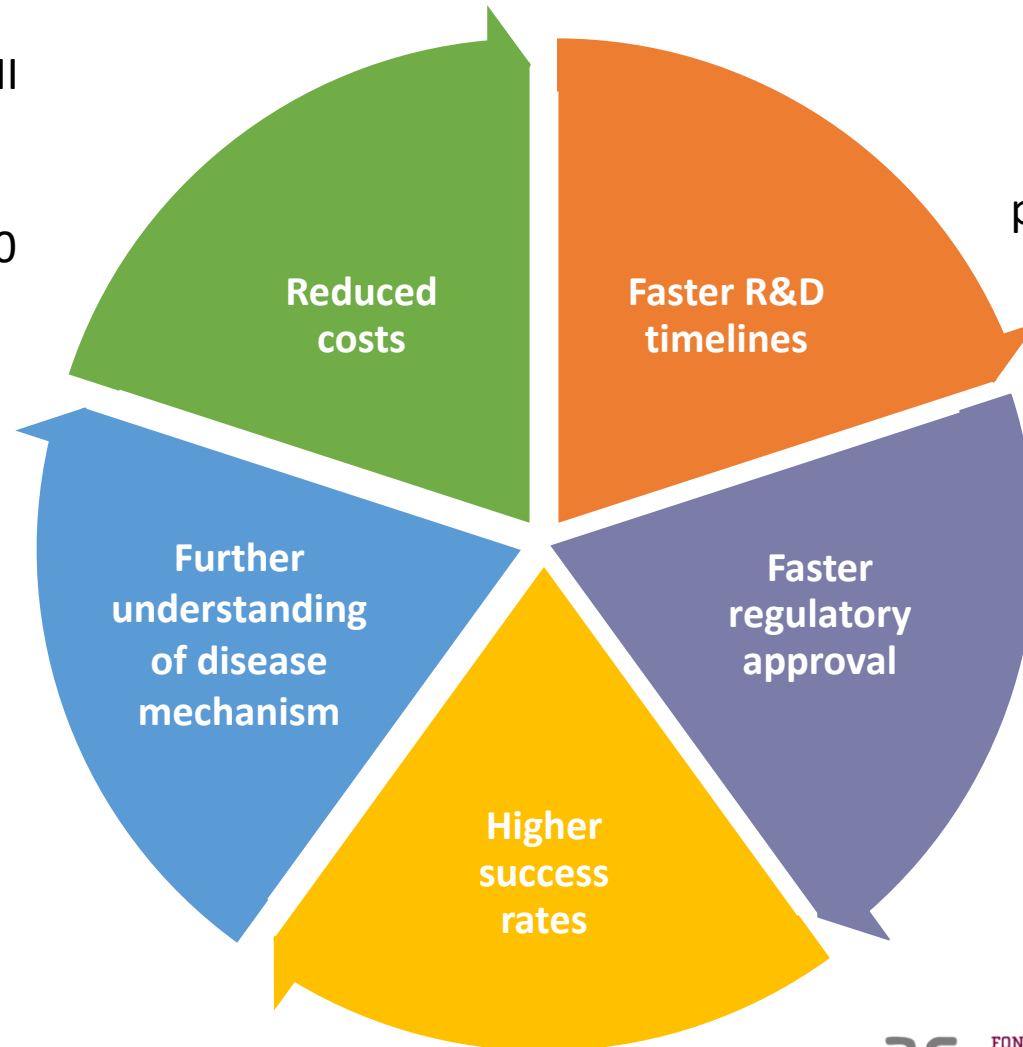 Reduced
costs
Faster R&D
timelines
Faster
regulatory
approval
Higher
success
rates
Further
understanding
of disease
mechanism